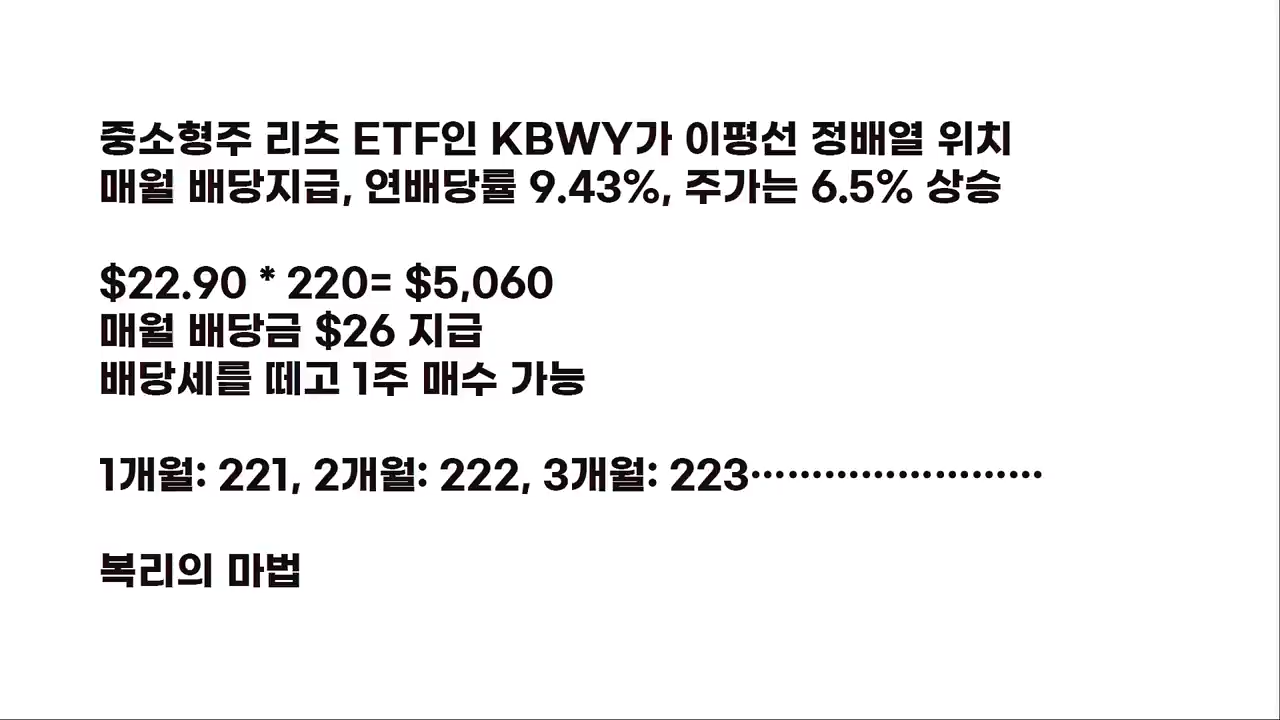 중소형주 리츠 ETF인 KBWY가 이평선 정배열 위치
매월 배당지급, 연배당률 9.43%, 주가는 6.5% 상승
$22.90 * 220= $5,060
매월 배당금 $26 지급
배당세를 떼고 1주 매수 가능
1개월: 221, 2개월: 222, 3개월: 223························
복리의 마법